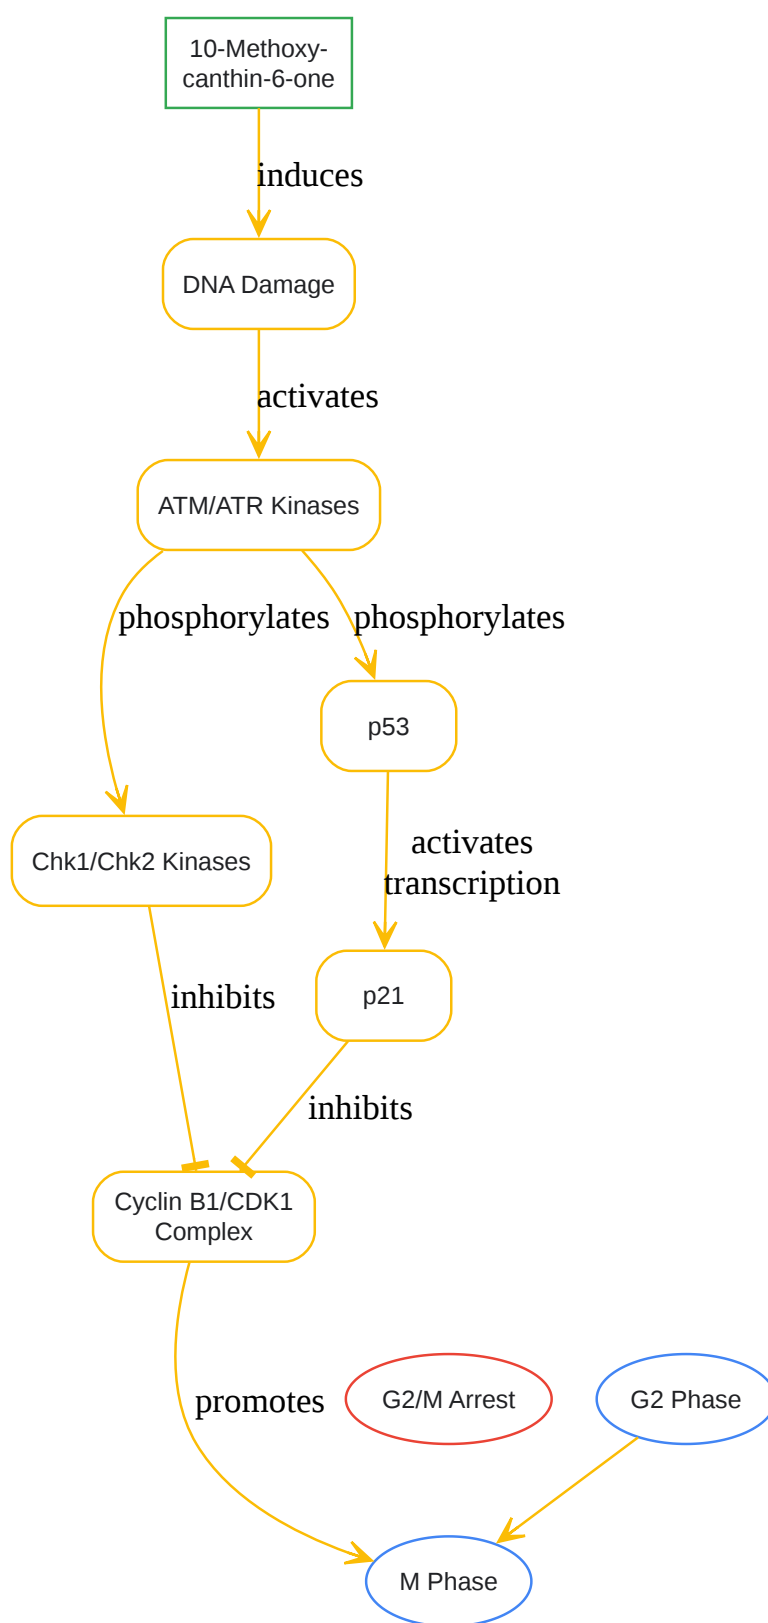 10-Methoxy-
canthin-6-one
induces
DNA Damage
activates
ATM/ATR Kinases
phosphorylates
phosphorylates
p53
activates
transcription
Chk1/Chk2 Kinases
inhibits
p21
inhibits
Cyclin B1/CDK1
Complex
promotes
G2/M Arrest
G2 Phase
M Phase